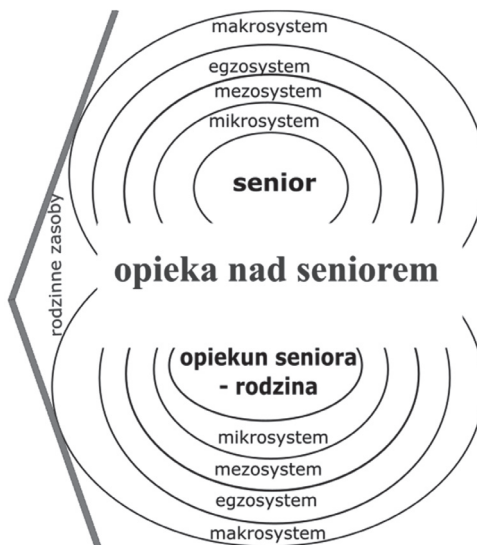 makrosystem
egzosystem
mezosystem
mikrosystem
senior
rodzinne zasoby
opieka nad seniorem
opiekun seniora
- rodzina
mikrosystem
mezosystem
egzosystem
makrosystem